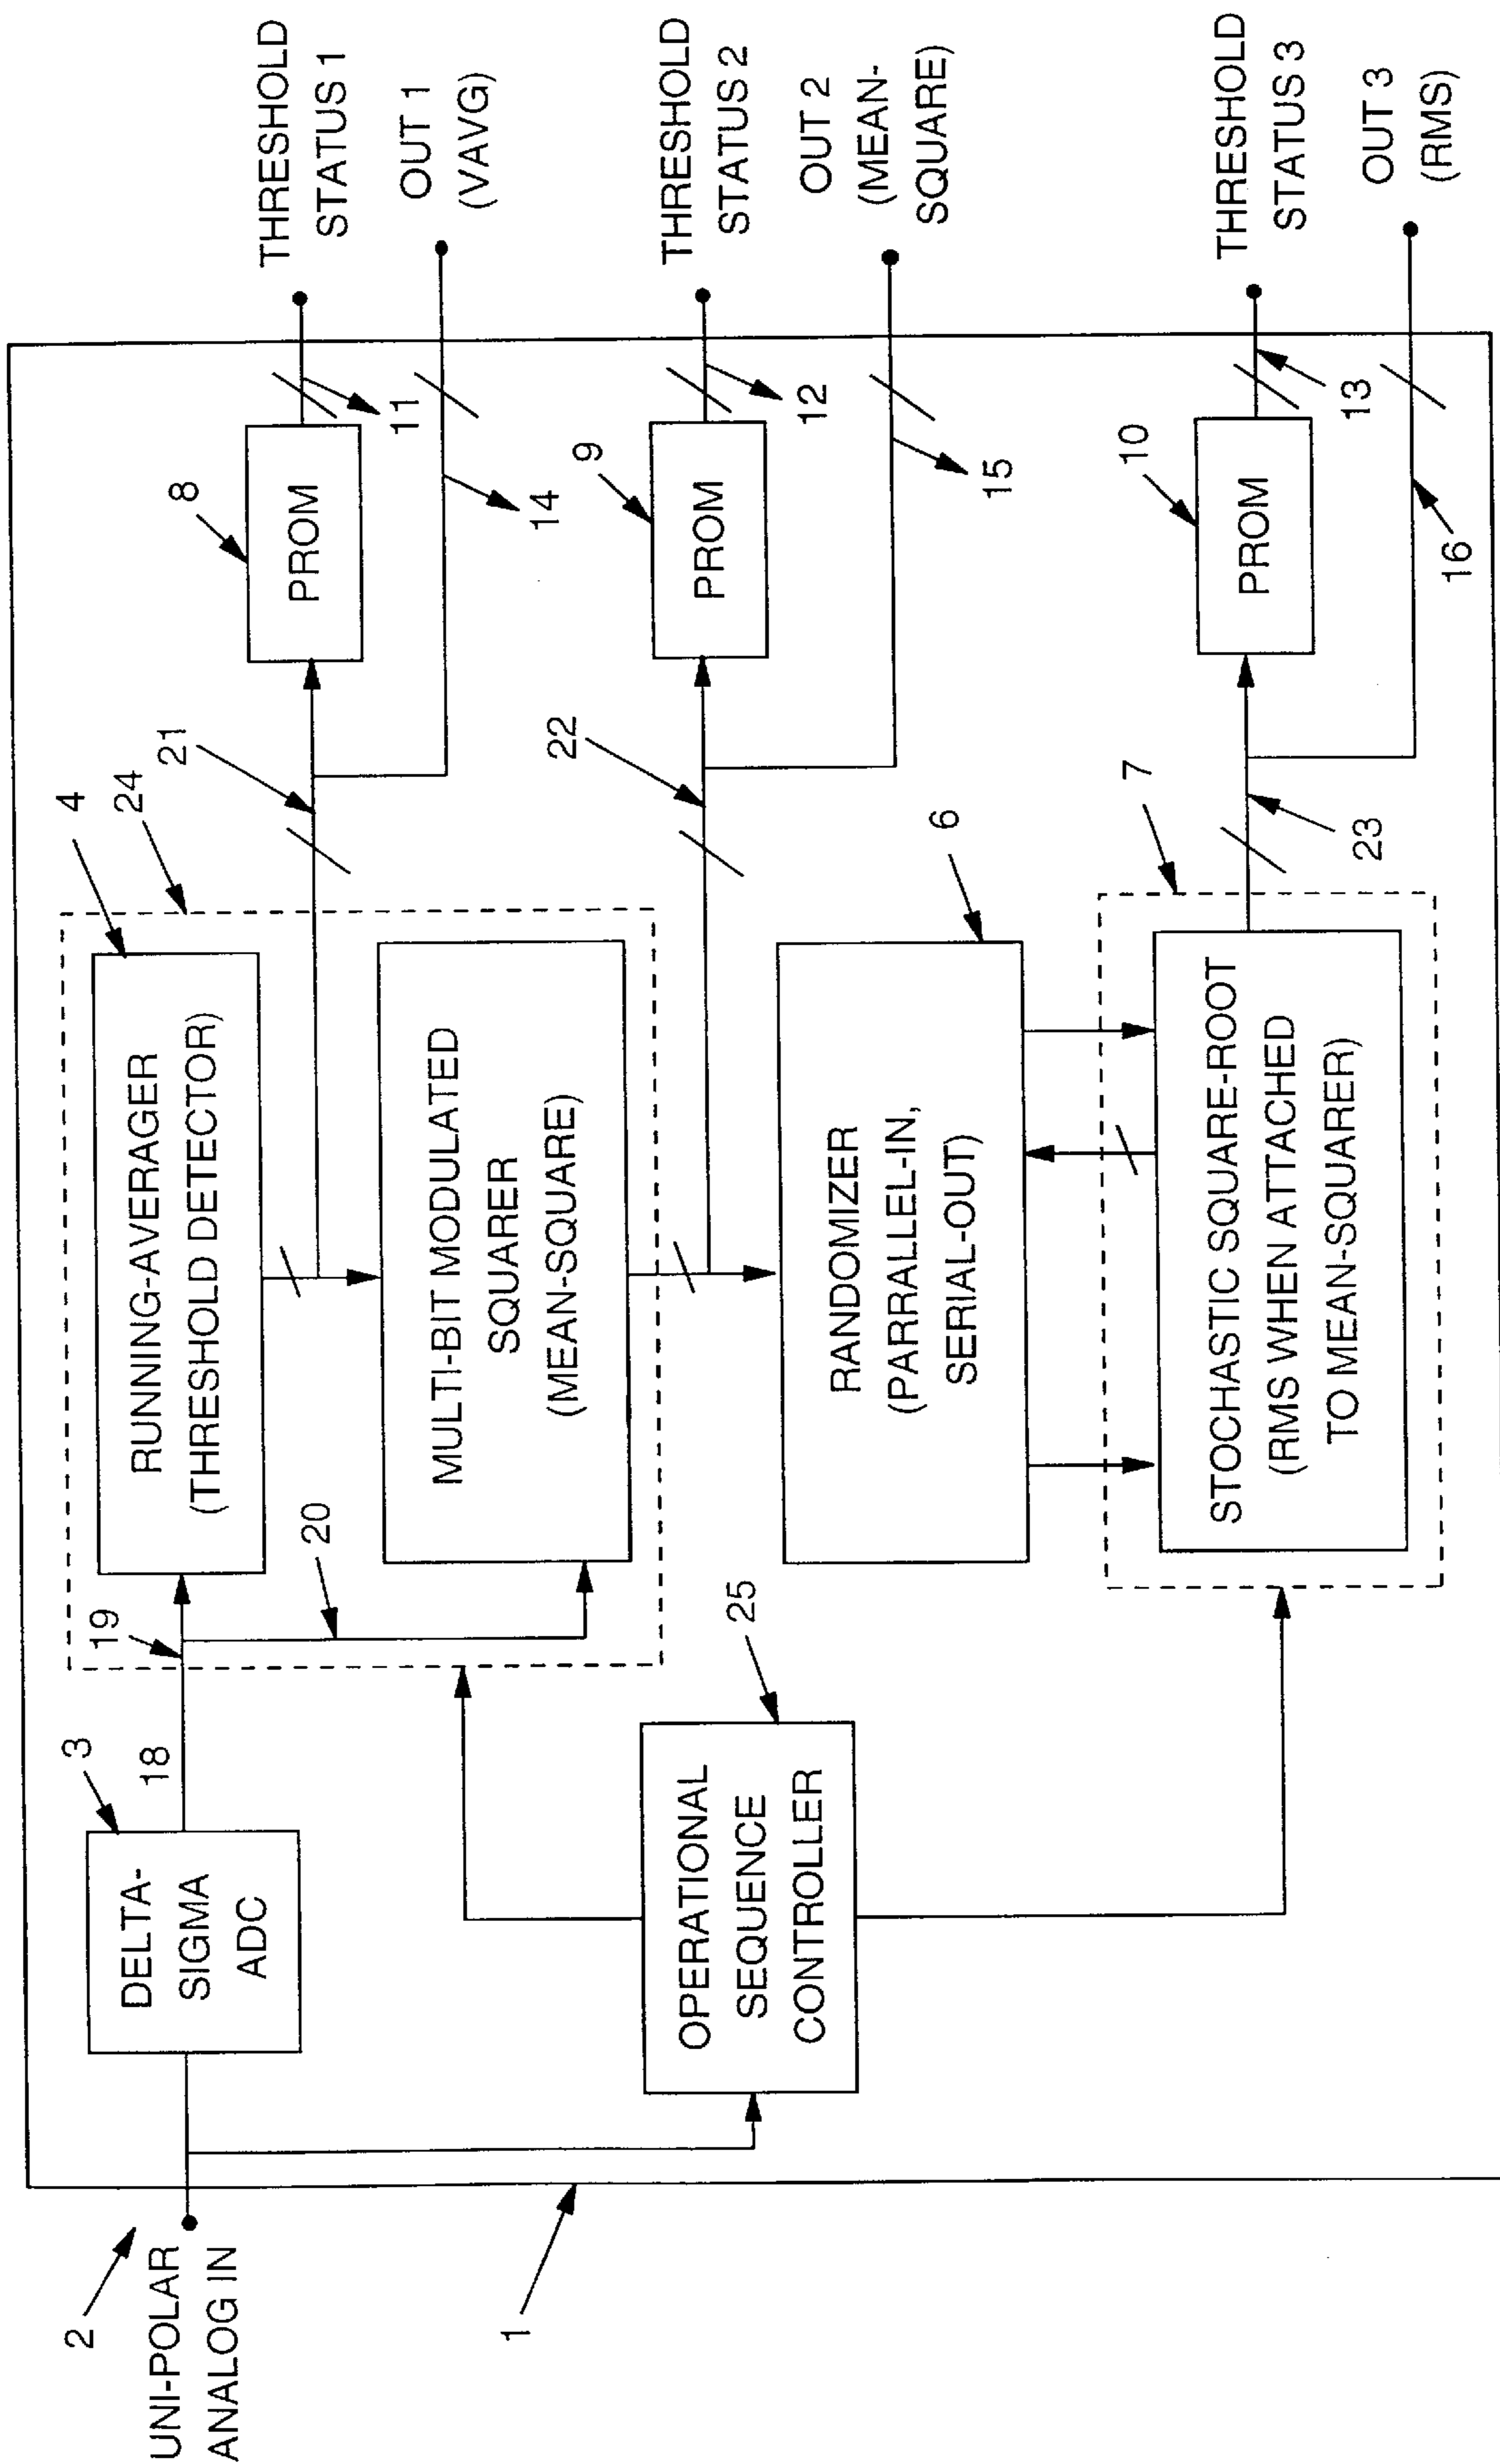 2
UNI-POLAR
ANALOG IN
1
3
DELTA-
SIGMA
ADC
18
19
20
OPERATIONAL
SEQUENCE
CONTROLLER
25
4
24
RUNNING-AVERAGER
(THRESHOLD DETECTOR)
MULTI-BIT MODULATED
SQUARER
(MEAN-SQUARE)
6
RANDOMIZER
(PARRALLEL-IN,
SERIAL-OUT)
7
STOCHASTIC SQUARE-ROOT
(RMS WHEN ATTACHED
TO MEAN-SQUARER)
21
22
23
8
PROM
9
PROM
10
PROM
11
14
12
15
13
16
THRESHOLD
STATUS 1
OUT 1
(VAVG)
THRESHOLD
STATUS 2
OUT 2
(MEAN-
SQUARE)
THRESHOLD
STATUS 3
OUT 3
(RMS)